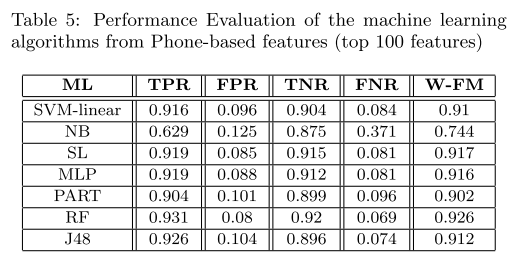 Table 5: Performance Evaluation of the machine learning
algorithms from Phone-based features (top 100 features)
ML TPR FPR TNR FNR W-FM
SVM-linear 0.916 0.096 0.904 0.084 0.91
NB 0.629 0.125 0.875 0.371 0.744
SL 0.919 0.085 0.915 0.081 0.917
MLP 0.919 0.088 0.912 0.081 0.916
PART 0.904 0.101 0.899 0.096 0.902
RF 0.931 0.08 0.92 0.069 0.926
J48 0.926 0.104 0.896 0.074 0.912